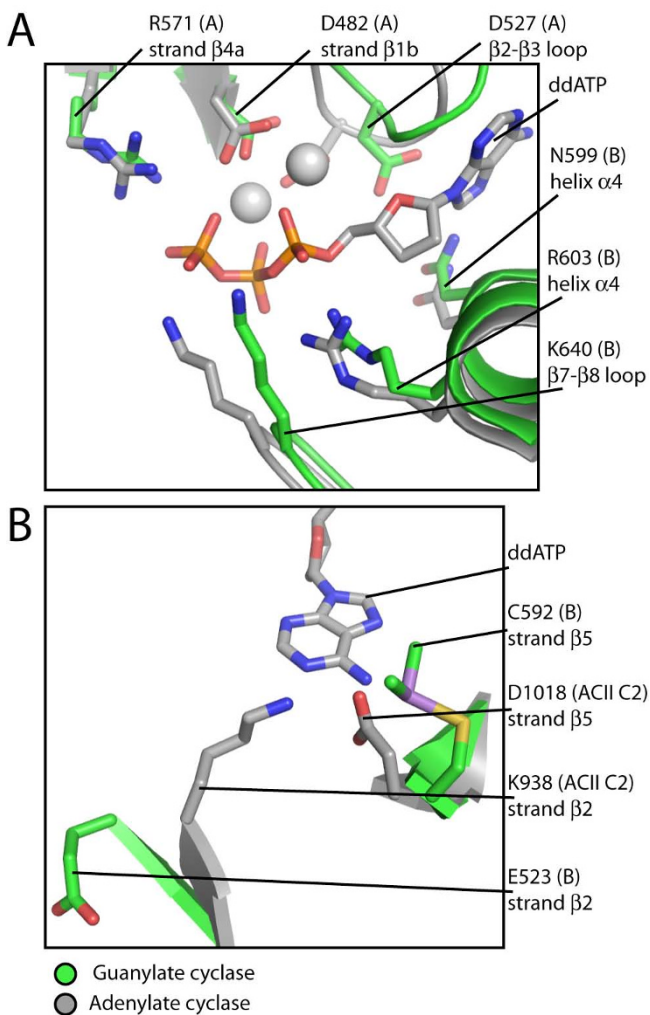 A
R571 (A)
strand β4a
D482 (A)
strand β1b
D527 (A)
β2-β3 loop
ddATP
N599 (B)
helix α4
R603 (B)
helix α4
K640 (B)
β7-β8 loop
B
ddATP
C592 (B)
strand β5
D1018 (ACII C2)
strand β5
K938 (ACII C2)
strand β2
E523 (B)
strand β2
Guanylate cyclase
Adenylate cyclase